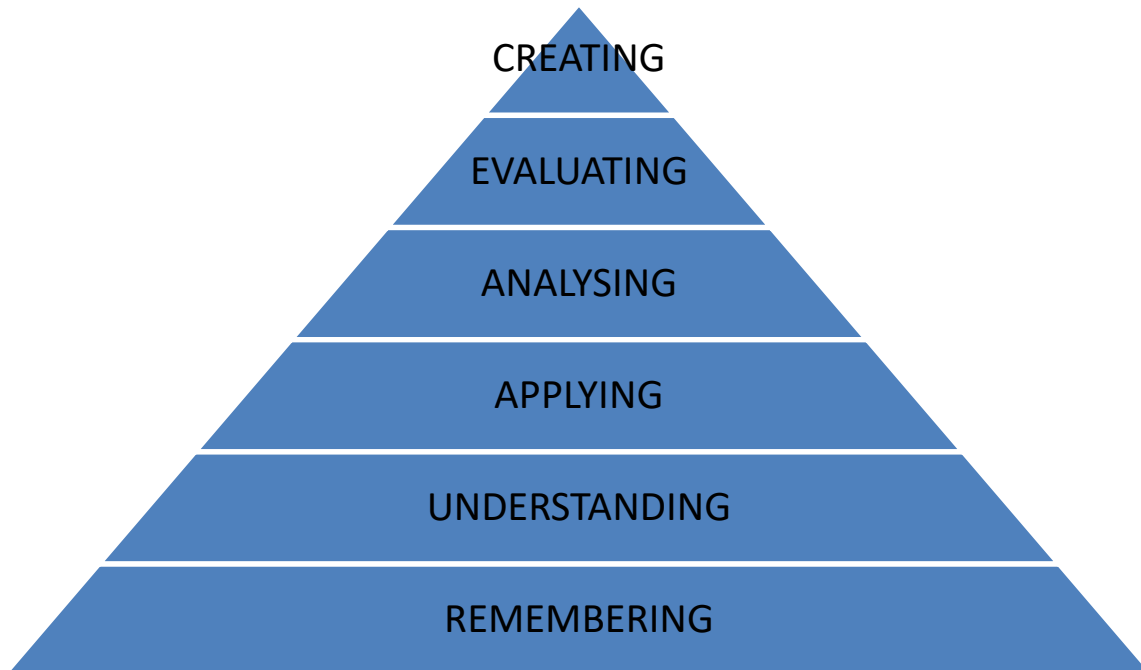 CREATING
EVALUATING
ANALYSING
APPLYING
UNDERSTANDING
REMEMBERING